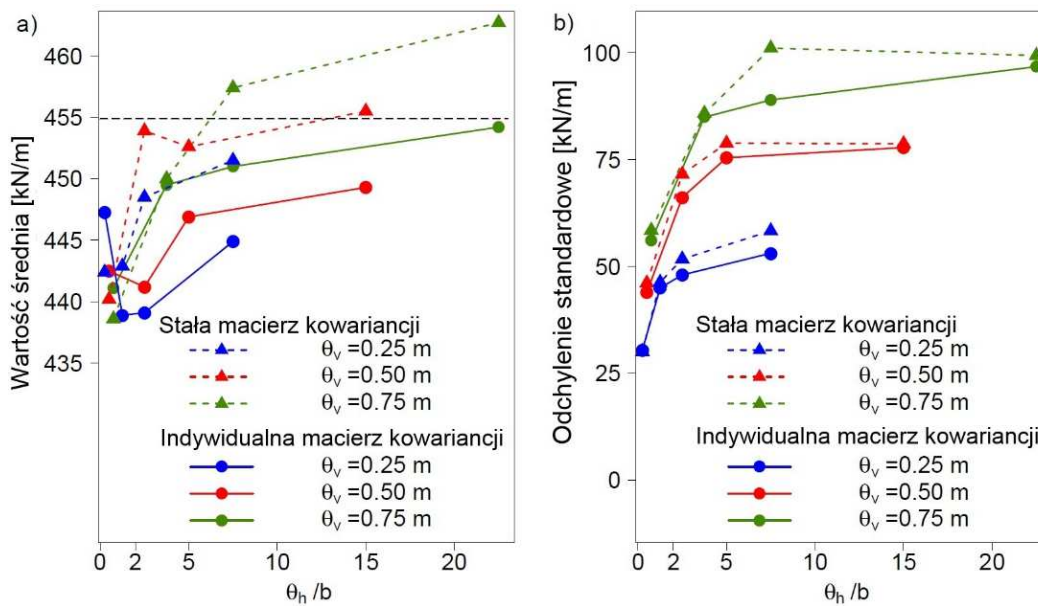 a)
Wartość średnia [kN/m]
460
455
450
445
440
435
Stała macierz kowariancji
θv =0.25 m
θv =0.50 m
θv =0.75 m
Indywidualna macierz kowariancji
θv =0.25 m
θv =0.50 m
θv =0.75 m
0 2 5 10 15 20
θh /b
b)
Odchylenie standardowe [kN/m]
100
75
50
25
0
Stała macierz kowariancji
θv =0.25 m
θv =0.50 m
θv =0.75 m
Indywidualna macierz kowariancji
θv =0.25 m
θv =0.50 m
θv =0.75 m
0 2 5 10 15 20
θh /b